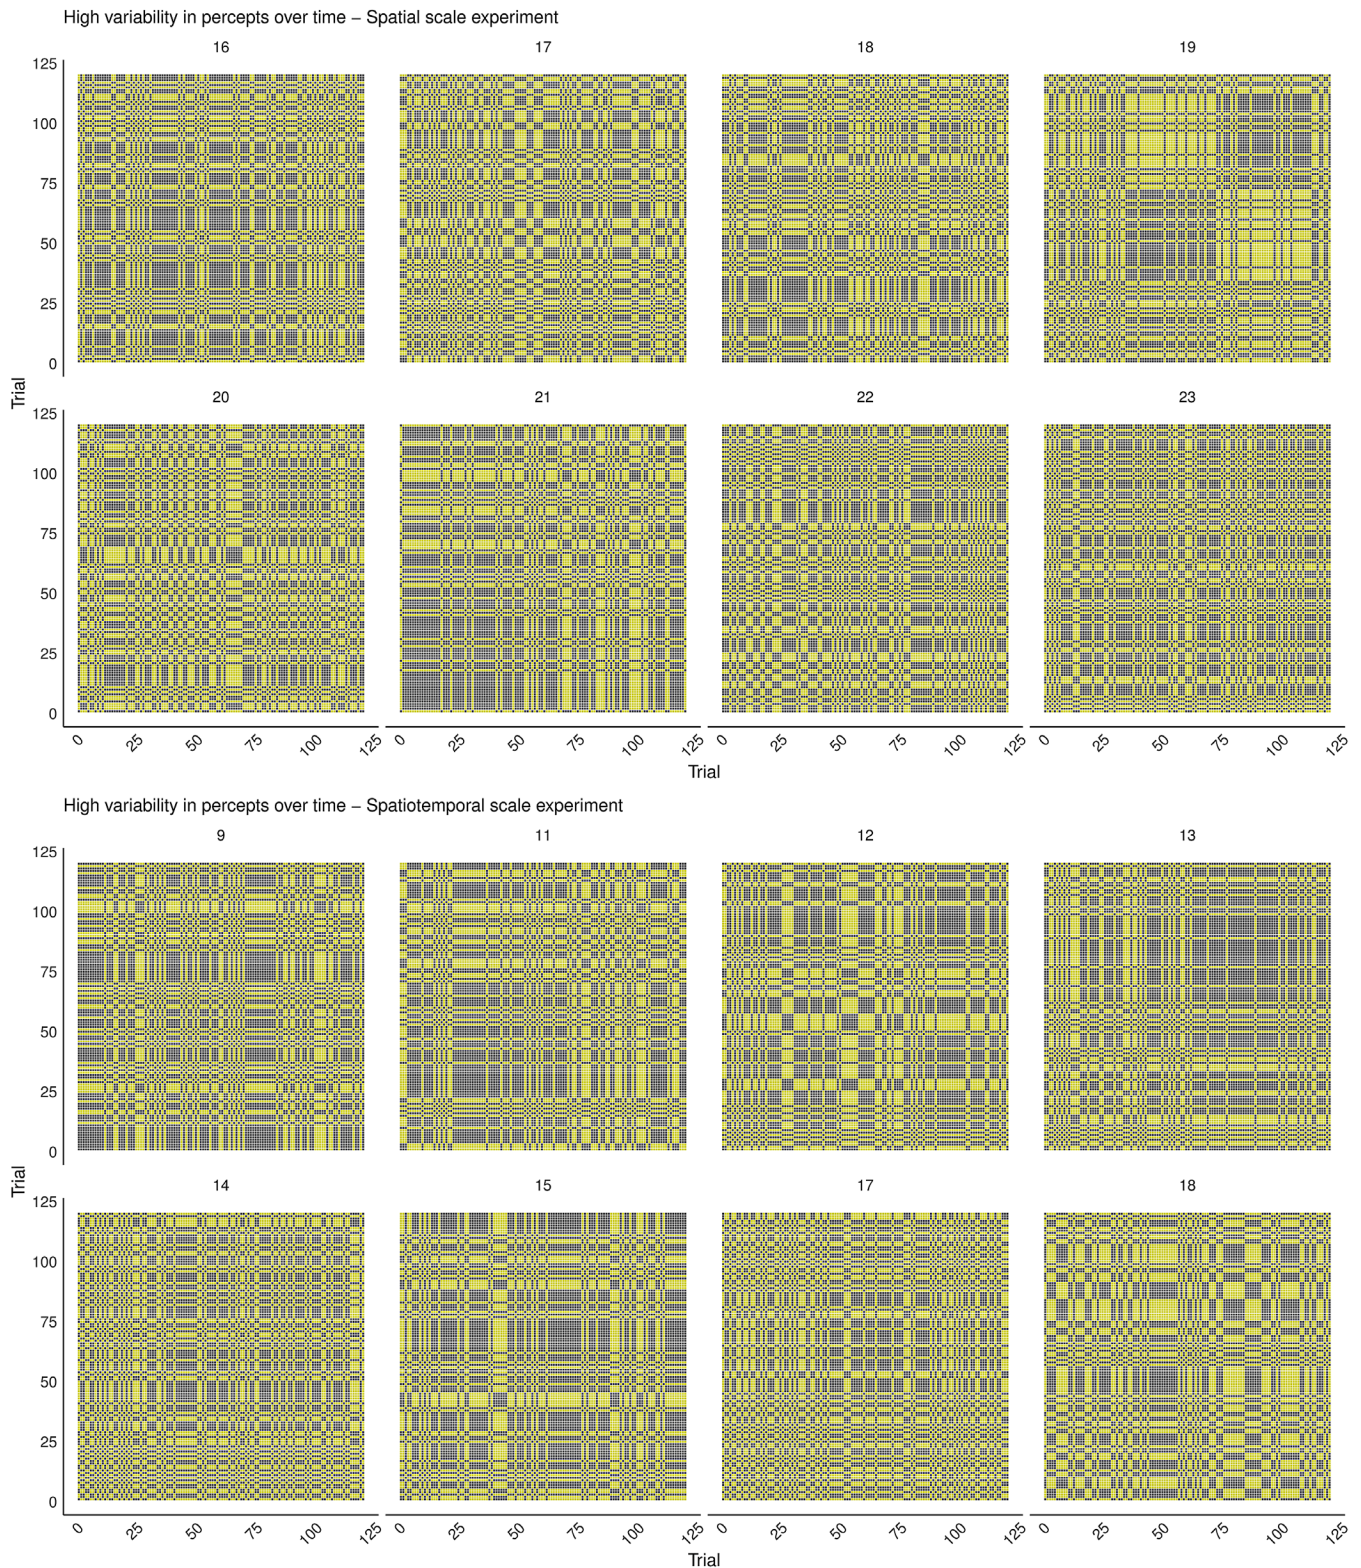 High variability in percepts over time – Spatial scale experiment
16 17 18 19
125
100
75
50
25
0
Trial
20 21 22 23
125
100
75
50
25
0
0 25 50 75 100 125 0 25 50 75 100 125 0 25 50 75 100 125 0 25 50 75 100 125
Trial
High variability in percepts over time – Spatiotemporal scale experiment
9 11 12 13
125
100
75
50
25
0
Trial
14 15 17 18
125
100
75
50
25
0
0 25 50 75 100 125 0 25 50 75 100 125 0 25 50 75 100 125 0 25 50 75 100 125
Trial